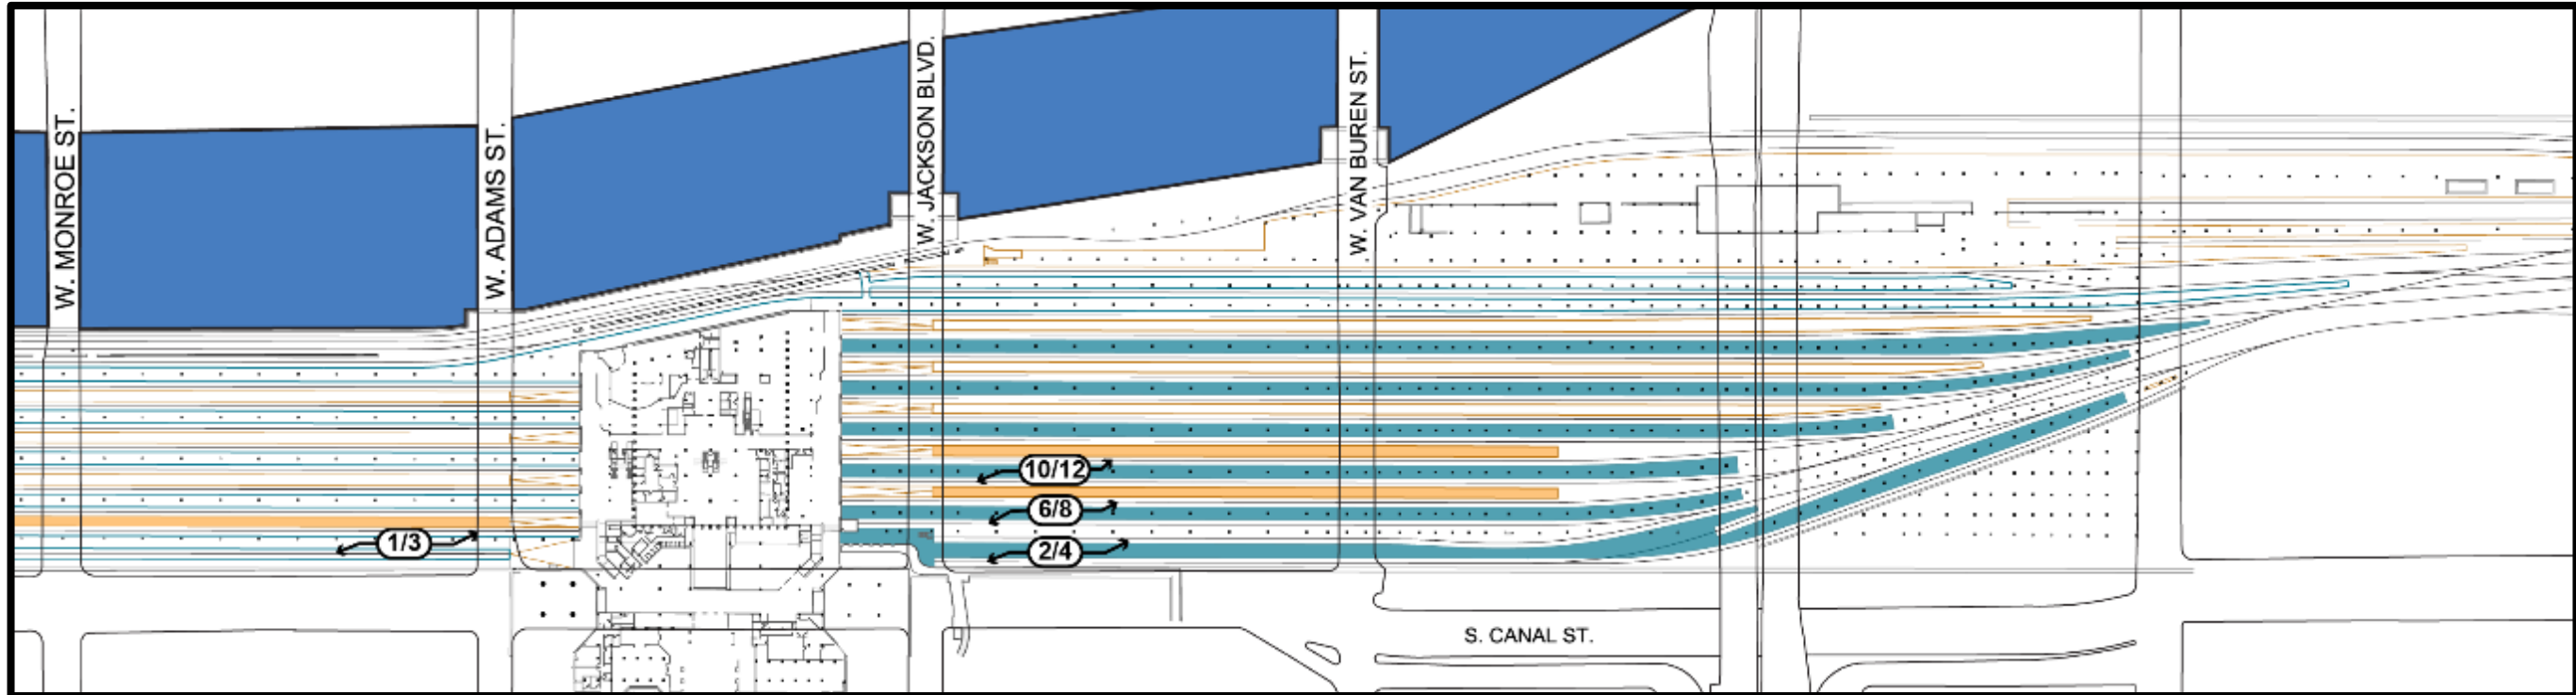 W. MONROE ST.
W. ADAMS ST.
W. JACKSON BLVD.
W. VAN BUREN ST.
10/12
6/8
1/3
2/4
S. CANAL ST.